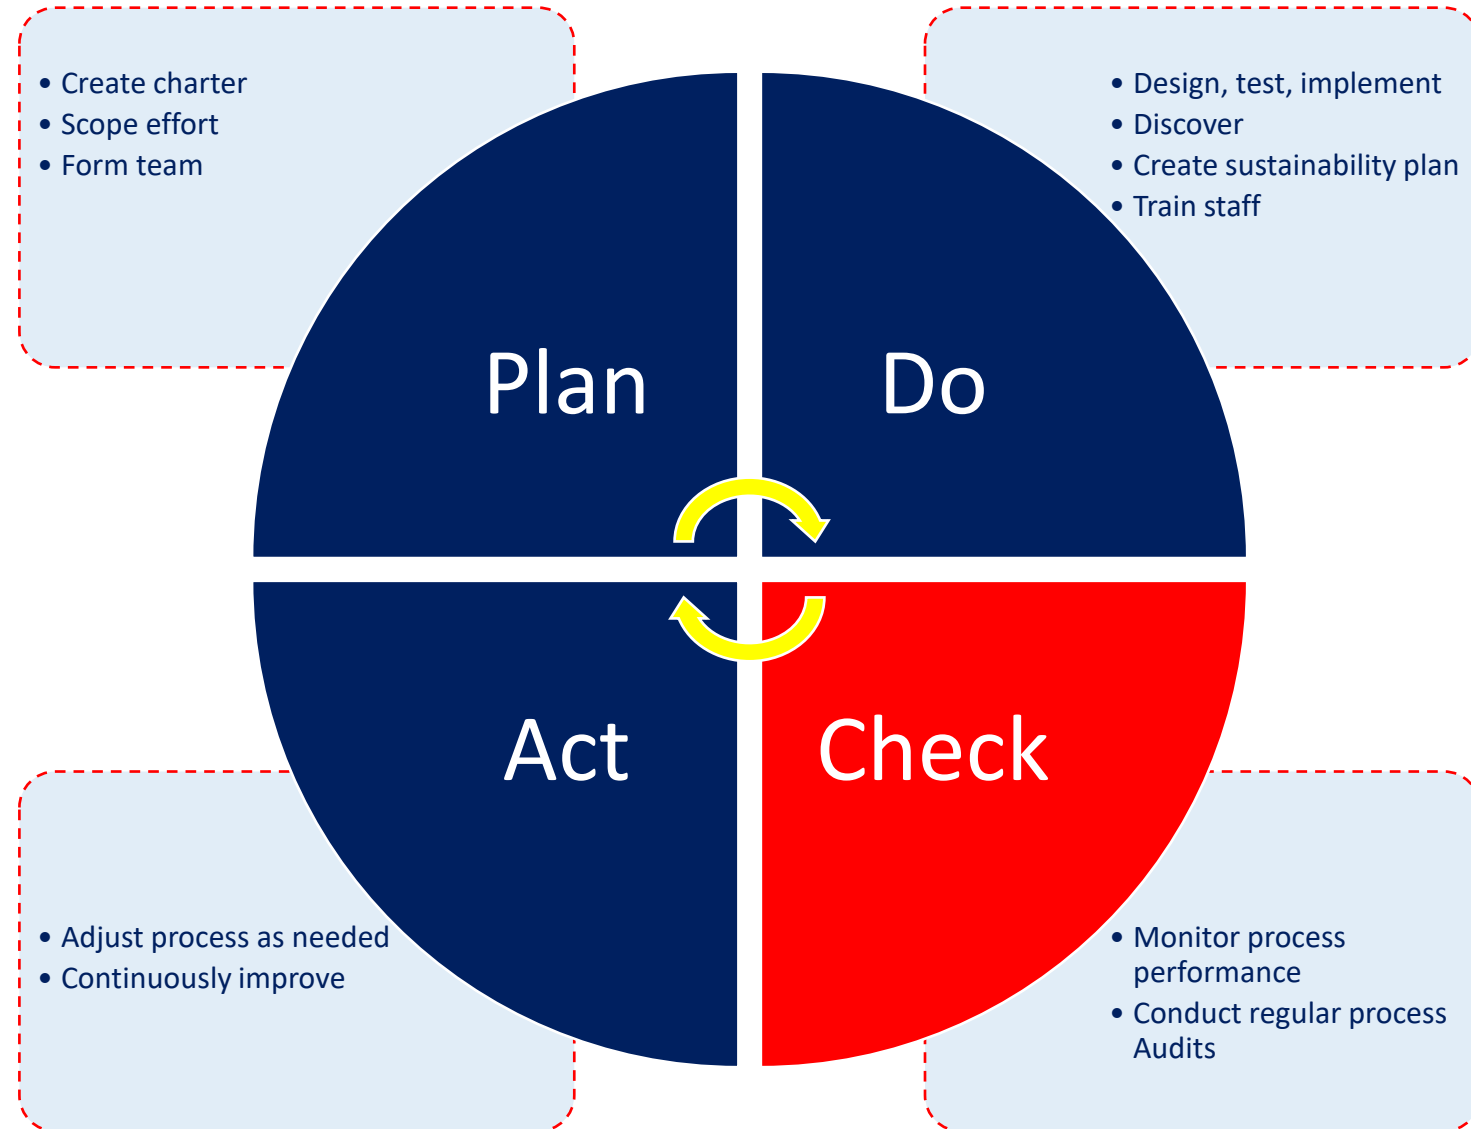 • Create charter
• Scope effort
• Form team
• Design, test, implement
• Discover
• Create sustainability plan
• Train staff
Plan
Do
Act
Check
• Adjust process as needed
• Continuously improve
• Monitor process
performance
• Conduct regular process
Audits